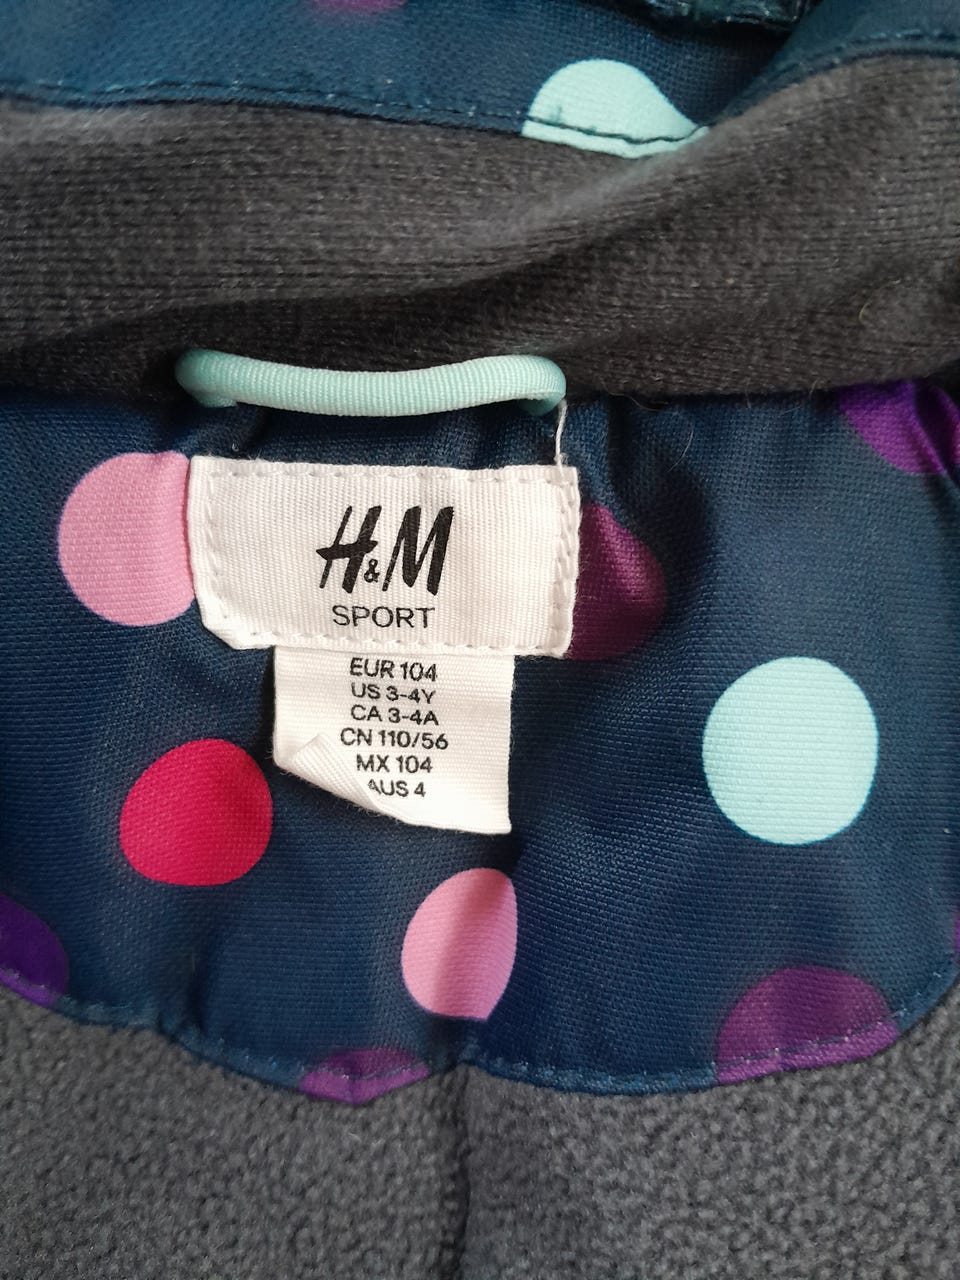 H&M
SPORT
EUR 104
US 3-4Y
CA 3-4A
CN 110/56
MX 104
AUS 4